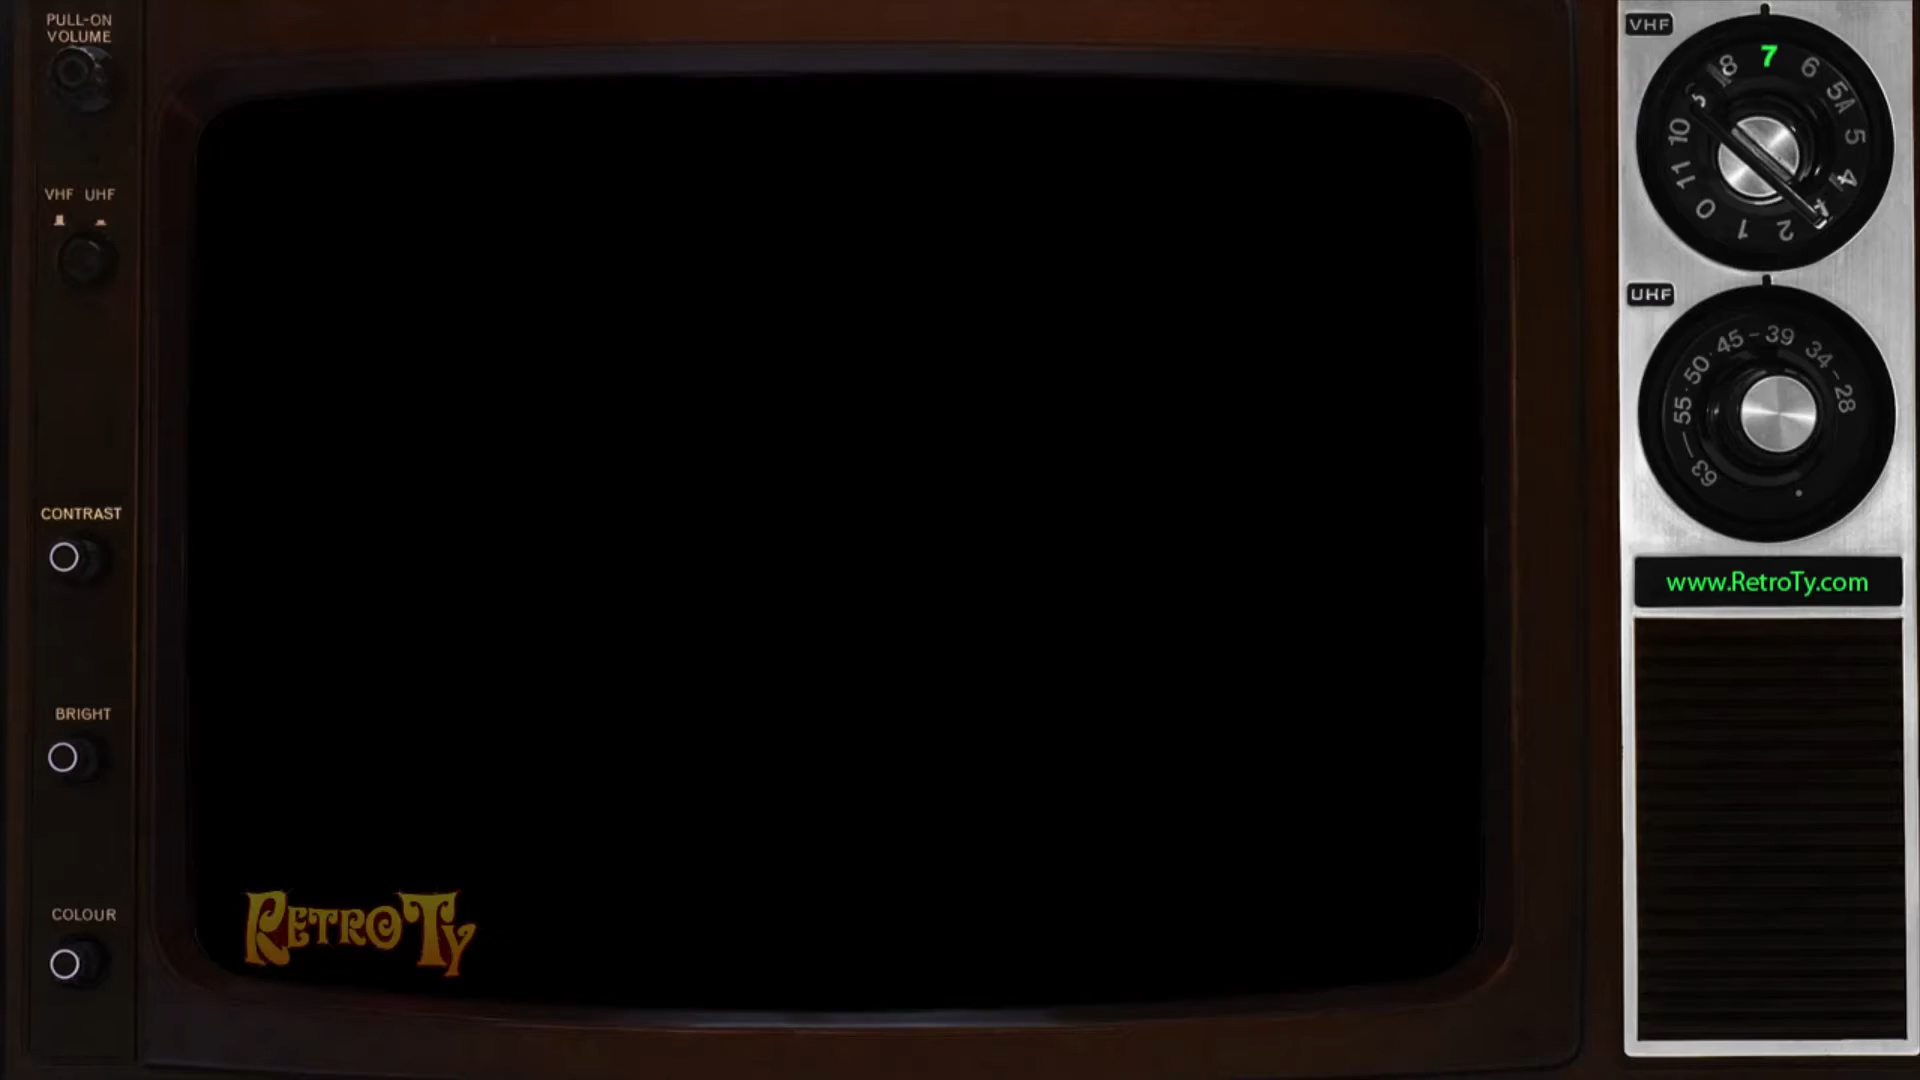 PULL-ON
VOLUME
VHF UHF
CONTRAST
BRIGHT
COLOUR
RETROTY
VHF
7
6
5A
5
4
2
1
0
11
10
8
UHF
63
55
50
45
39
34
28
www.RetroTy.com